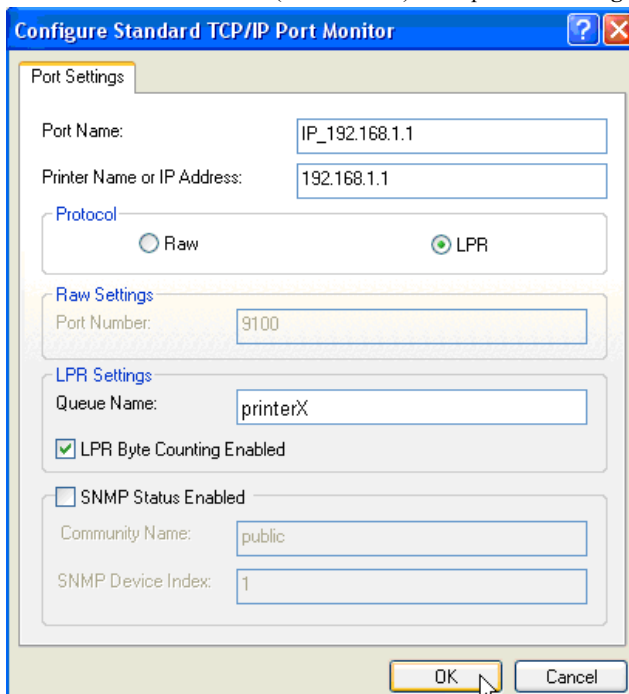 Configure Standard TCP/IP Port Monitor
Port Settings
Port Name: IP_192.168.1.1
Printer Name or IP Address: 192.168.1.1
Protocol
Raw LPR
Raw Settings
Port Number: 9100
LPR Settings
Queue Name: printerX
LPR Byte Counting Enabled
SNMP Status Enabled
Community Name: public
SNMP Device Index: 1
OK Cancel